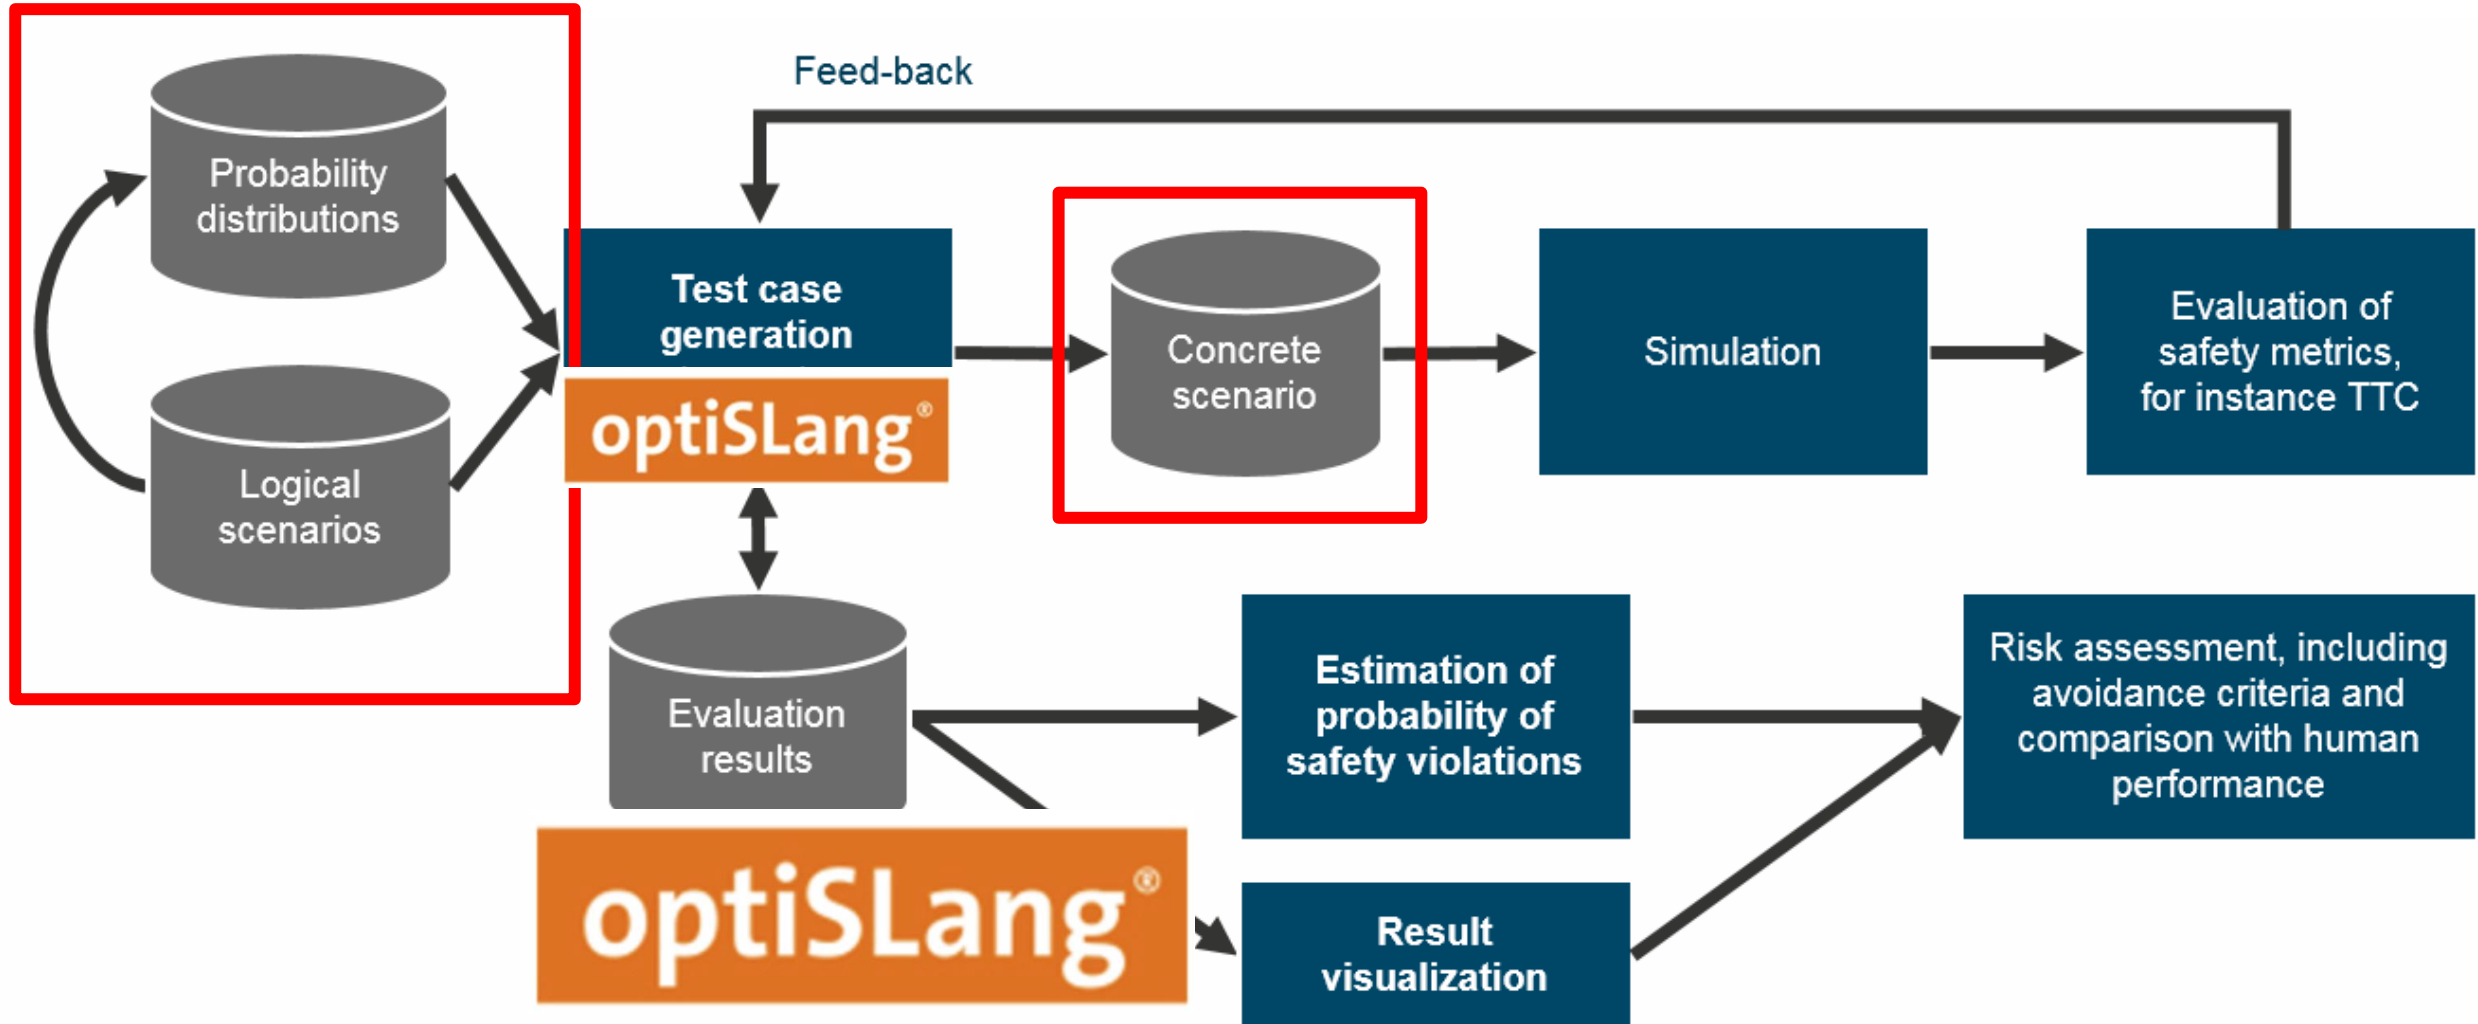 Feed-back
Probability
distributions
Logical
scenarios
Test case
generation
optiSLang®
Concrete
scenario
Simulation
Evaluation of
safety metrics,
for instance TTC
Evaluation
results
optiSLang®
Estimation of
probability of
safety violations
Result
visualization
Risk assessment, including
avoidance criteria and
comparison with human
performance